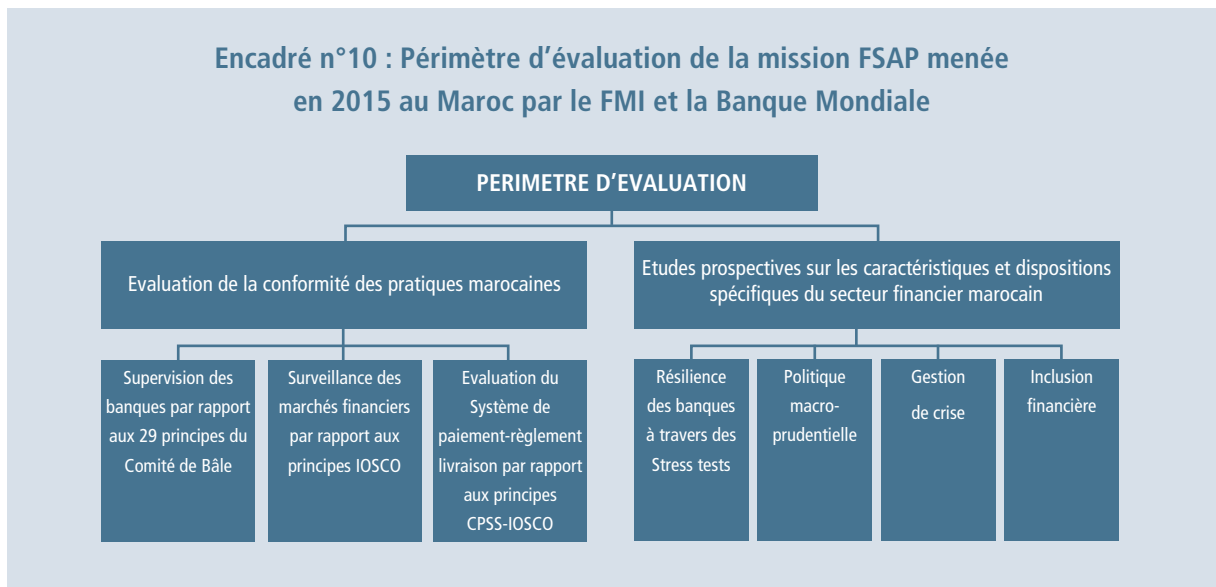 Encadré n°10 : Périmètre d'évaluation de la mission FSAP menée
en 2015 au Maroc par le FMI et la Banque Mondiale
PERIMETRE D'EVALUATION
Evaluation de la conformité des pratiques marocaines
Etudes prospectives sur les caractéristiques et dispositions
spécifiques du secteur financier marocain
Supervision des
banques par rapport
aux 29 principes du
Comité de Bâle
Surveillance des
marchés financiers
par rapport aux
principes IOSCO
Evaluation du
Système de
paiement-règlement
livraison par rapport
aux principes
CPSS-IOSCO
Résilience
des banques
à travers des
Stress tests
Politique
macro-
prudentielle
Gestion
de crise
Inclusion
financière